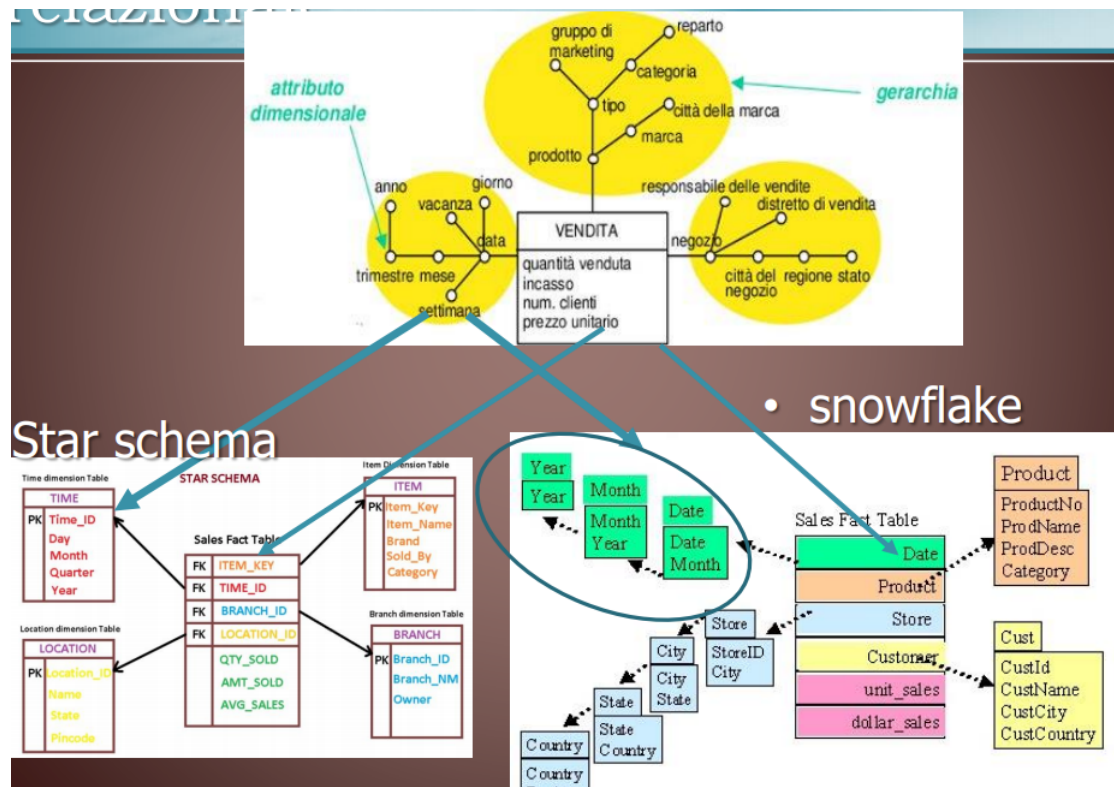 relazionali
gruppo di
marketing
reparto
categoria
attributo
dimensionale
gerarchia
tipo
città della marca
marca
prodotto
anno
giorno
vacanza
data
trimestre mese
settimana
VENDITA
quantità venduta
incasso
num. clienti
prezzo unitario
responsabile delle vendite
distretto di vendita
negozio
città del
negozio
regione stato
• snowflake
Star schema
Time dimension Table
STAR SCHEMA
Item Dimension Table
TIME
PK
Time_ID
Day
Month
Quarter
Year
ITEM
PK
Item_Key
Item_Name
Brand
Sold_By
Category
Sales Fact Table
FK ITEM_KEY
FK TIME_ID
FK BRANCH_ID
FK LOCATION_ID
QTY_SOLD
AMT_SOLD
AVG_SALES
Location dimension Table
LOCATION
PK
Location_ID
Name
State
Pincode
Branch dimension Table
BRANCH
PK
Branch_ID
Branch_NM
Owner
Year
Year
Month
Month
Year
Date
Date
Month
Sales Fact Table
Date
Product
Store
Customer
unit_sales
dollar_sales
Product
ProductNo
ProdName
ProdDesc
Category
Cust
CustId
CustName
CustCity
CustCountry
Store
StoreID
City
City
City
State
State
State
Country
Country
Country